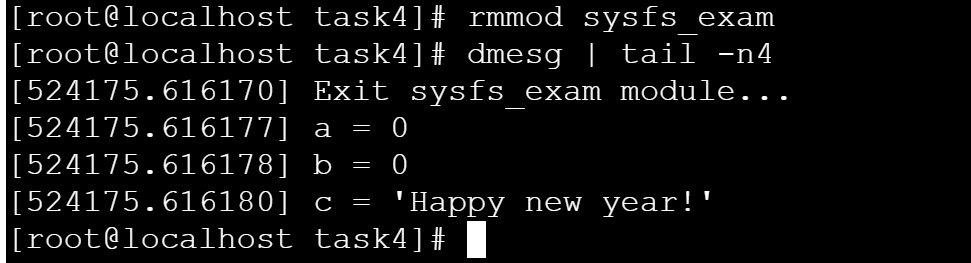 [root@localhost task4]# rmmod sysfs_exam
[root@localhost task4]# dmesg | tail -n4
[524175.616170] Exit sysfs_exam module...
[524175.616177] a = 0
[524175.616178] b = 0
[524175.616180] c = 'Happy new year!'
[root@localhost task4]#